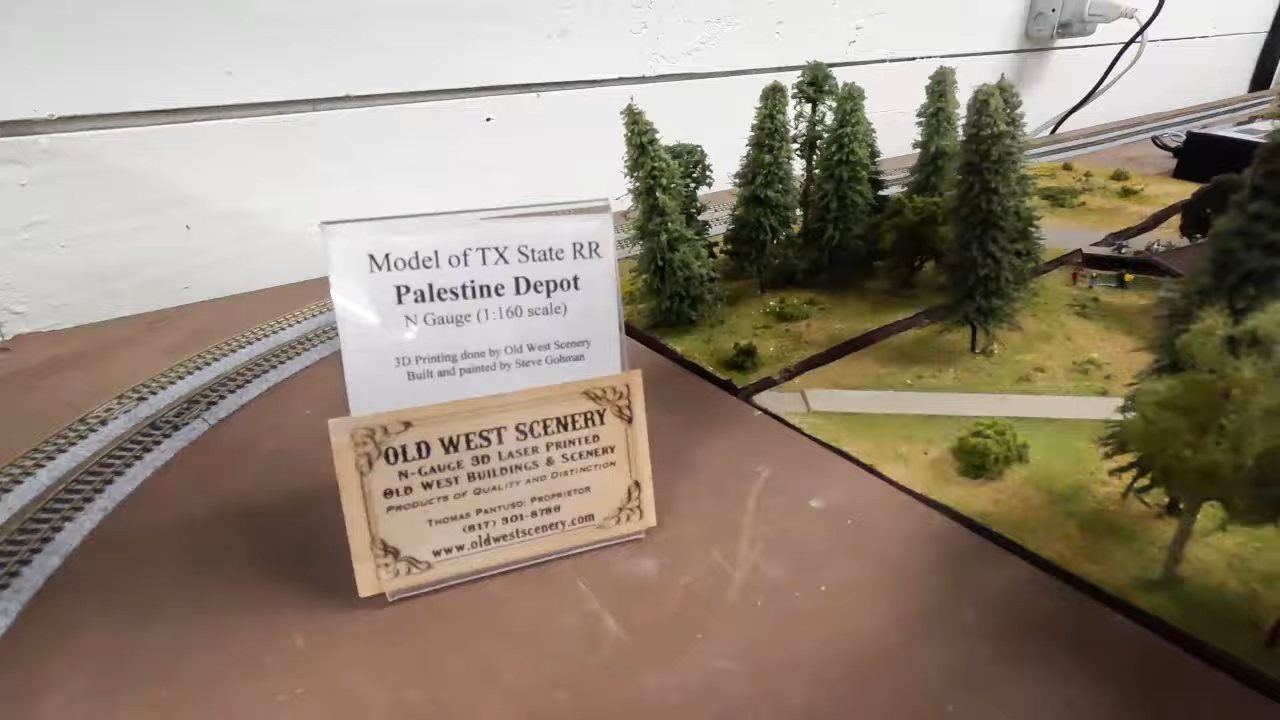 Model of TX State RR
Palestine Depot
N Gauge (1:160 scale)
3D Printing done by Old West Scenery
Built and painted by Steve Gohman
OLD WEST SCENERY
N-GAUGE 3D LASER PRINTED
OLD WEST BUILDINGS & SCENERY
PRODUCTS OF QUALITY AND DISTINCTION
THOMAS PANTUSO: PROPRIETOR
(817) 301-8786
www.oldwestscenery.com